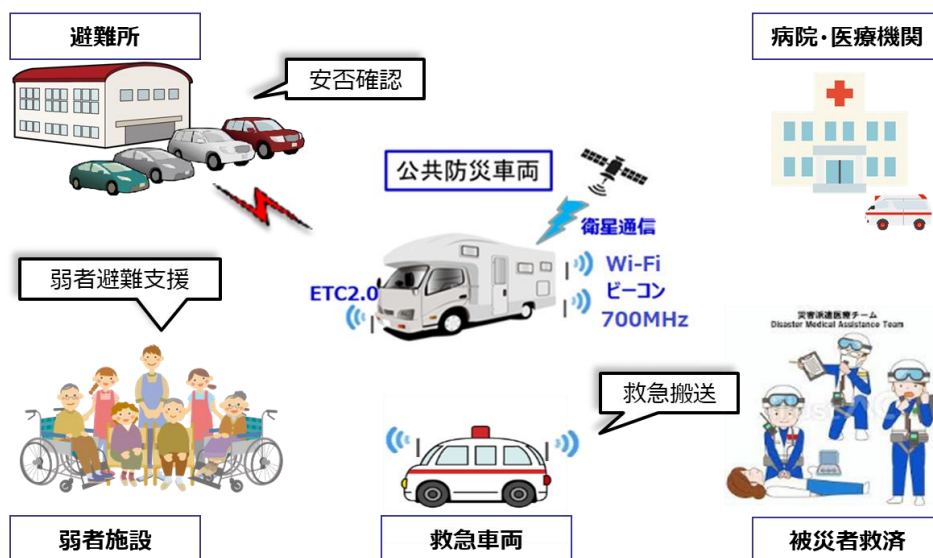 避難所
病院・医療機関
安否確認
公共防災車両
衛星通信
弱者避難支援
ETC2.0
Wi-Fi
ビーコン
700MHz
災害派遣医療チーム
Disaster Medical Assistance Team
救急搬送
弱者施設
救急車両
被災者救済